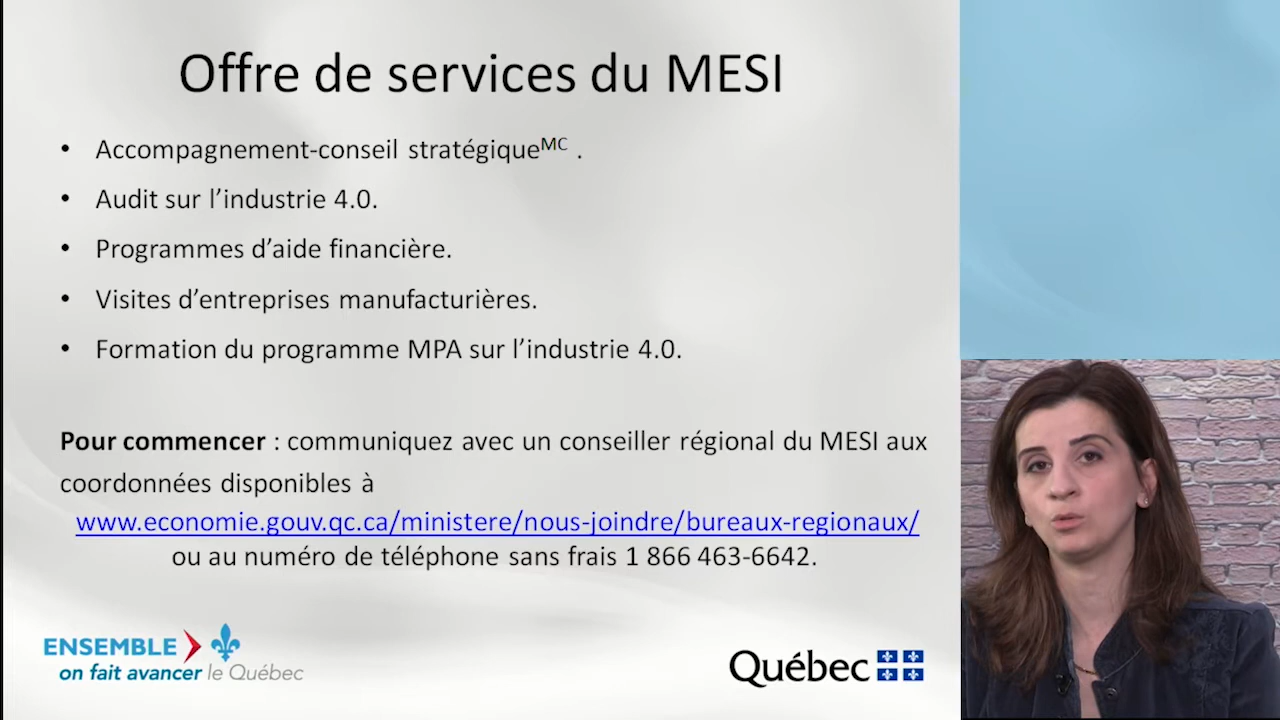 Offre de services du MESI
• Accompagnement-conseil stratégiqueMC .
• Audit sur l’industrie 4.0.
• Programmes d’aide financière.
• Visites d’entreprises manufacturières.
• Formation du programme MPA sur l’industrie 4.0.
Pour commencer : communiquez avec un conseiller régional du MESI aux
coordonnées disponibles à
www.economie.gouv.qc.ca/ministere/nous-joindre/bureaux-regionaux/
ou au numéro de téléphone sans frais 1 866 463-6642.
ENSEMBLE
on fait avancer le Québec
Québec